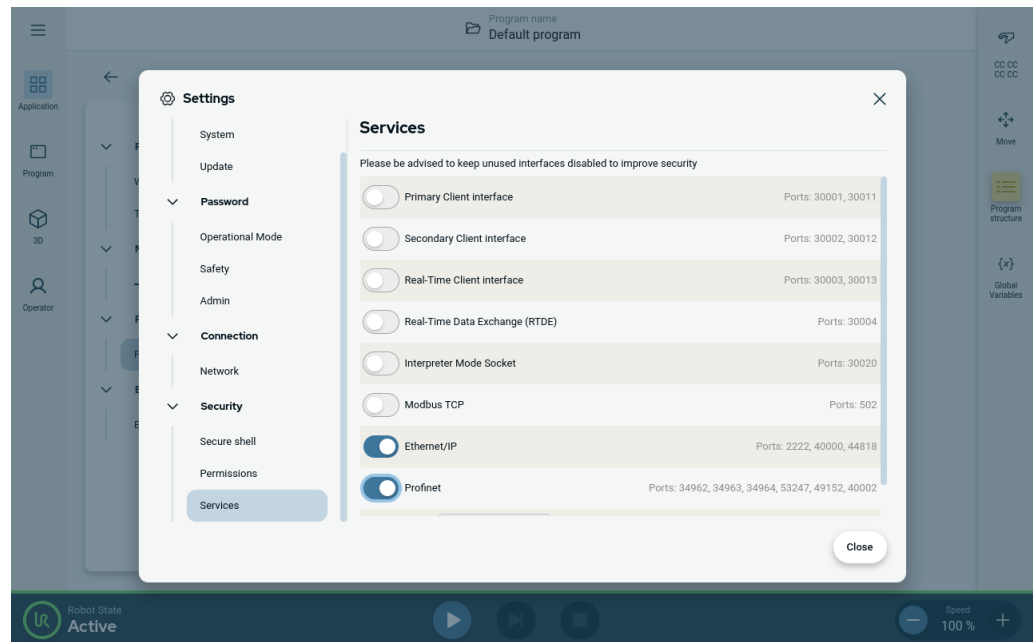 Program name
Default program
Application
Program
3D
Operator
CC CC
CC CC
Move
Program
structure
{x}
Global
Variables
Settings
System
Update
Password
Operational Mode
Safety
Admin
Connection
Network
Security
Secure shell
Permissions
Services
Services
Please be advised to keep unused interfaces disabled to improve security
Primary Client interface Ports: 30001, 30011
Secondary Client interface Ports: 30002, 30012
Real-Time Client interface Ports: 30003, 30013
Real-Time Data Exchange (RTDE) Ports: 30004
Interpreter Mode Socket Ports: 30020
Modbus TCP Ports: 502
Ethernet/IP Ports: 2222, 40000, 44818
Profinet Ports: 34962, 34963, 34964, 53247, 49152, 40002
Close
UR
Robot State
Active
Speed
100 %